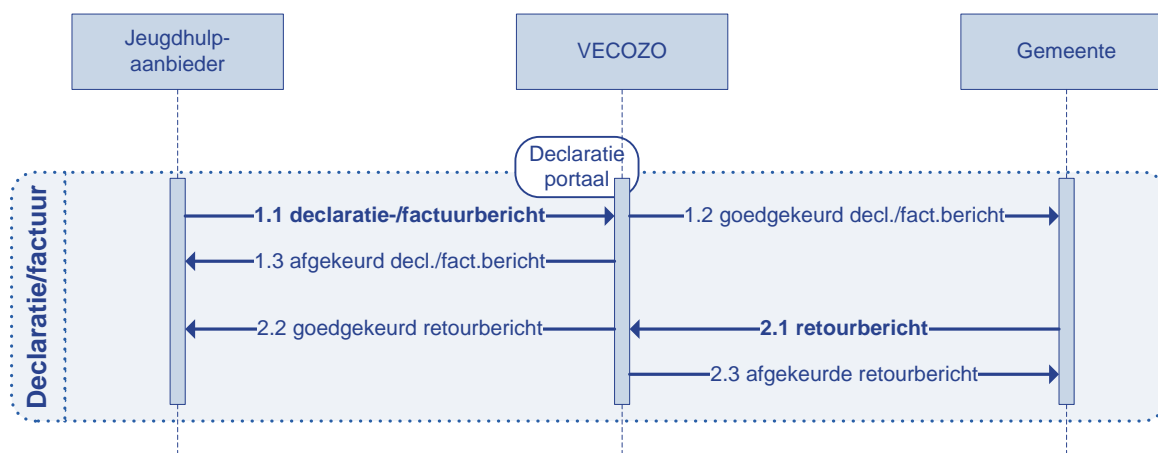 Jeugdhulp-
aanbieder
VECOZO
Gemeente
Declaratie
portaal
Declaratie/factuur
1.1 declaratie-/factuurbericht
1.2 goedgekeurd decl./fact.bericht
1.3 afgekeurd decl./fact.bericht
2.2 goedgekeurd retourbericht
2.1 retourbericht
2.3 afgekeurde retourbericht